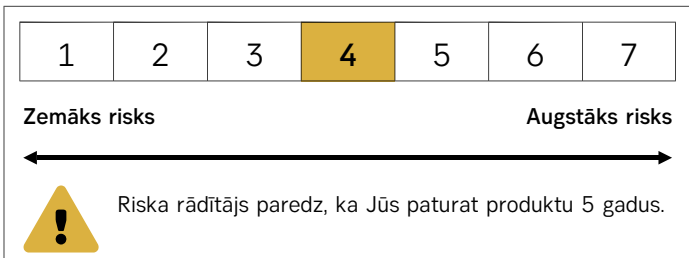 1 2 3 4 5 6 7
Zemāks risks Augstāks risks
Riska rādītājs paredz, ka Jūs paturat produktu 5 gadus.